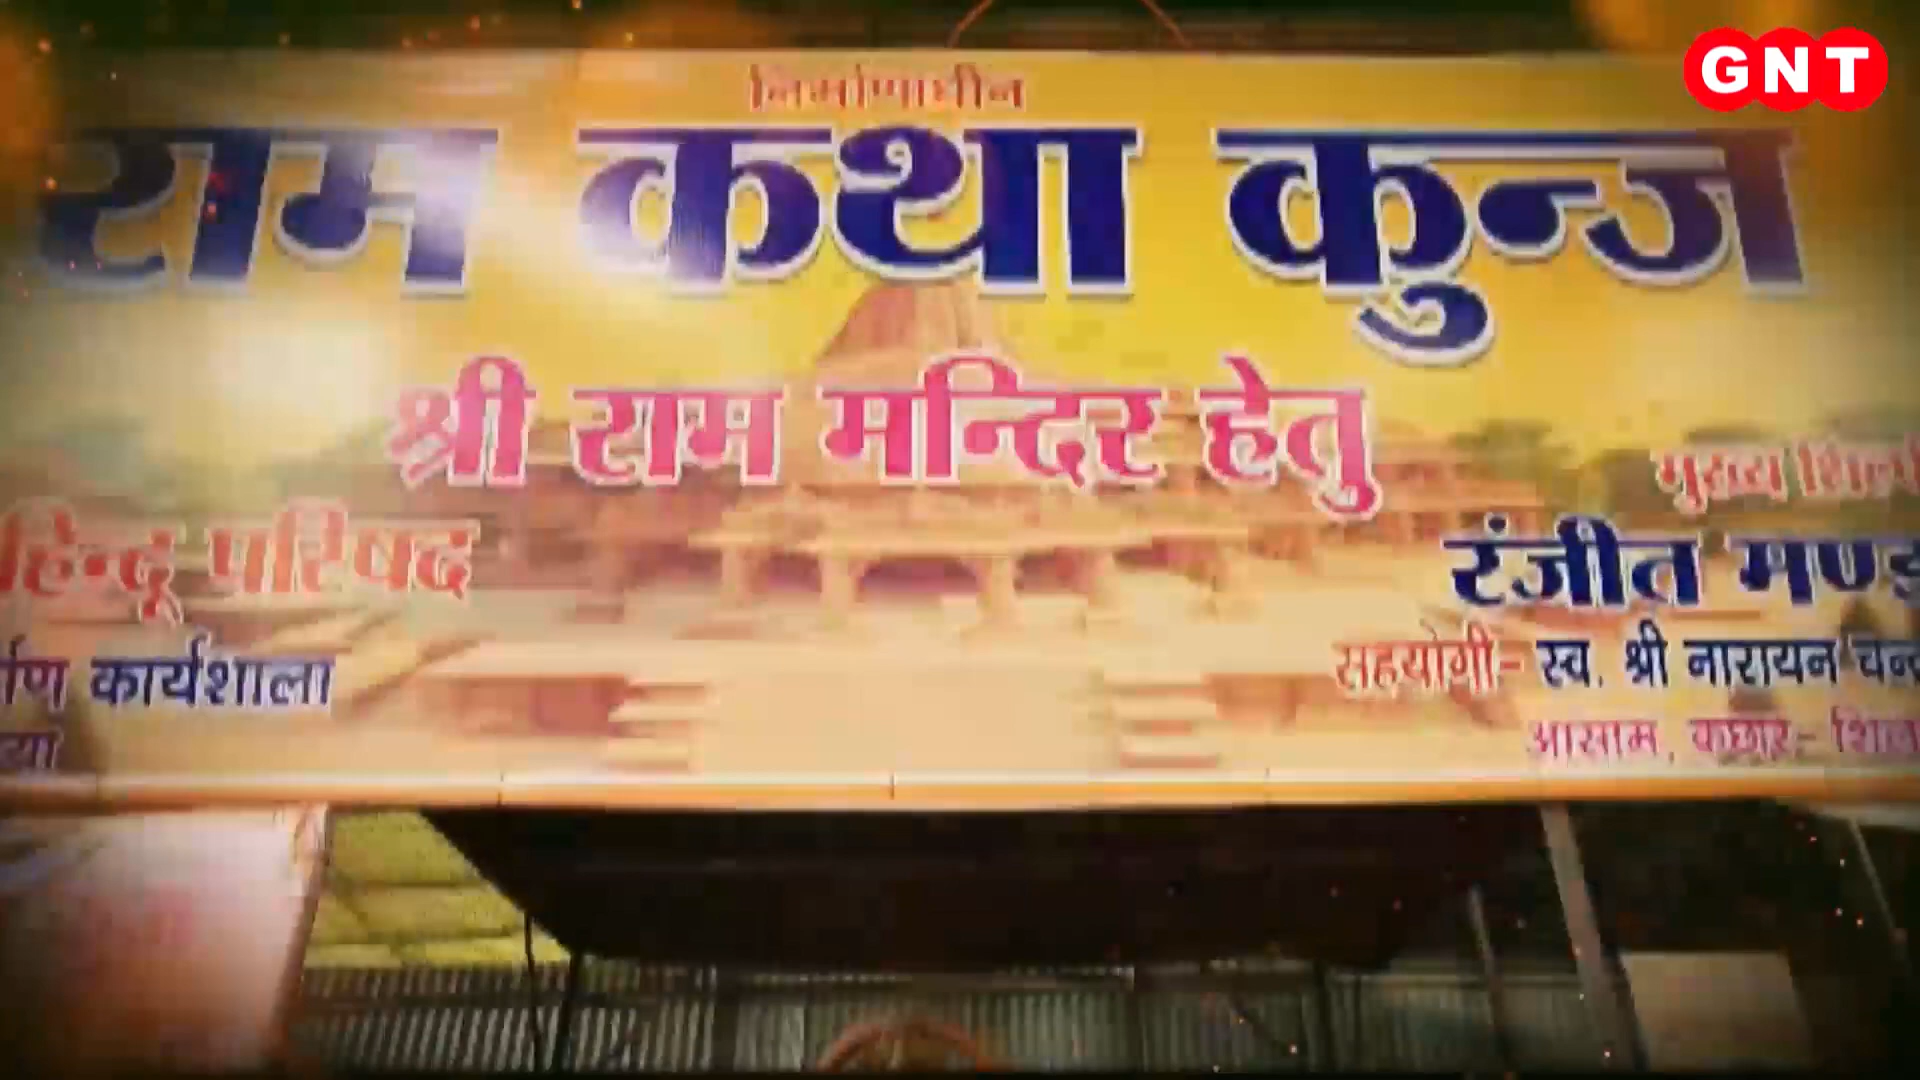 GNT
निर्माणाधीन
राम कथा कुन्ज
श्री राम मन्दिर हेतु
मुख्य
हिन्दू परिषद
रंजीत
कार्यशाला
सहयोगी- स्व. श्री नारायन
आसाम, कछार-